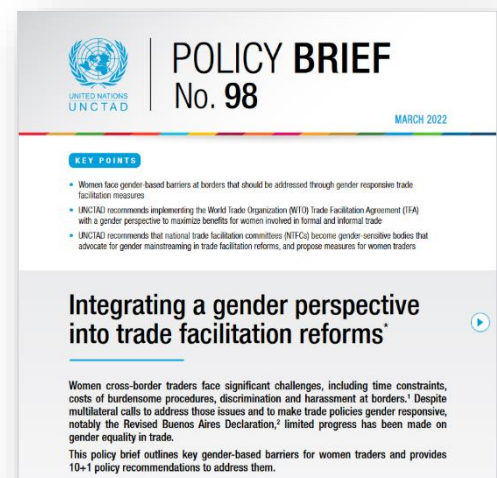 POLICY BRIEF
No. 98
UNITED NATIONS
UNCTAD
MARCH 2022
KEY POINTS
• Women face gender-based barriers at borders that should be addressed through gender responsive trade
facilitation measures
• UNCTAD recommends implementing the World Trade Organization (WTO) Trade Facilitation Agreement (TFA)
with a gender perspective to maximize benefits for women involved in formal and informal trade
• UNCTAD recommends that national trade facilitation committees (NTFCs) become gender-sensitive bodies that
advocate for gender mainstreaming in trade facilitation reforms, and propose measures for women traders
Integrating a gender perspective
into trade facilitation reforms*
Women cross-border traders face significant challenges, including time constraints,
costs of burdensome procedures, discrimination and harassment at borders.¹ Despite
multilateral calls to address those issues and to make trade policies gender responsive,
notably the Revised Buenos Aires Declaration,² limited progress has been made on
gender equality in trade.
This policy brief outlines key gender-based barriers for women traders and provides
10+1 policy recommendations to address them.